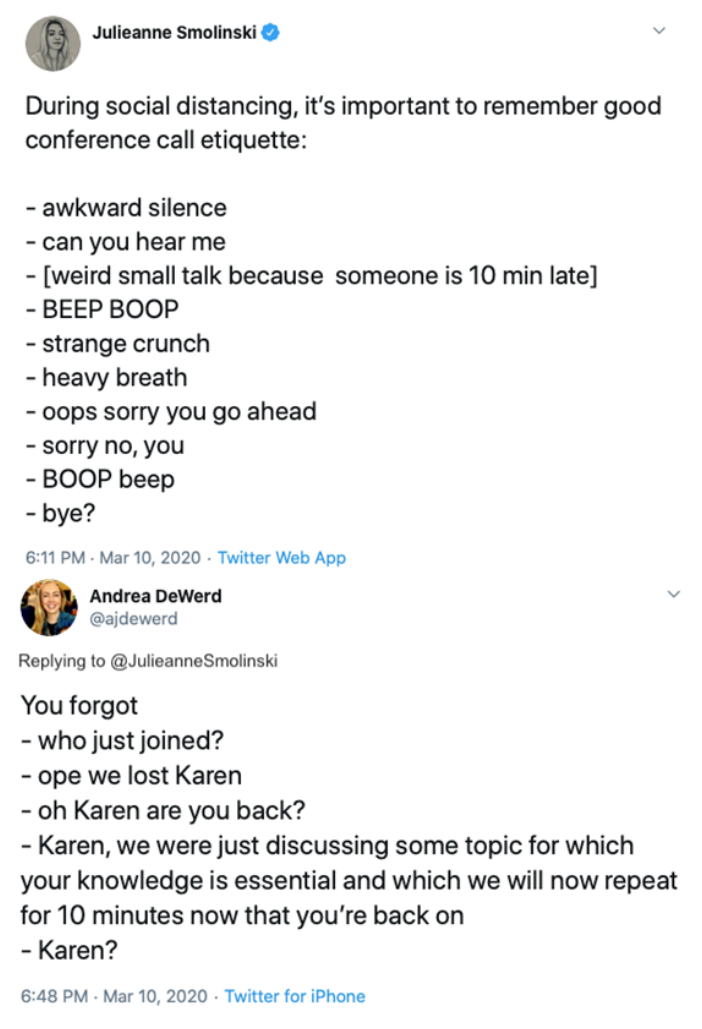 Julieanne Smolinski
During social distancing, it's important to remember good
conference call etiquette:
- awkward silence
- can you hear me
- [weird small talk because  someone is 10 min late]
- BEEP BOOP
- strange crunch
- heavy breath
- oops sorry you go ahead
- sorry no, you
- BOOP beep
- bye?
6:11 PM · Mar 10, 2020 · Twitter Web App
Andrea DeWerd
@ajdewerd
Replying to @JulieanneSmolinski
You forgot
- who just joined?
- ope we lost Karen
- oh Karen are you back?
- Karen, we were just discussing some topic for which
your knowledge is essential and which we will now repeat
for 10 minutes now that you're back on
- Karen?
6:48 PM · Mar 10, 2020 · Twitter for iPhone